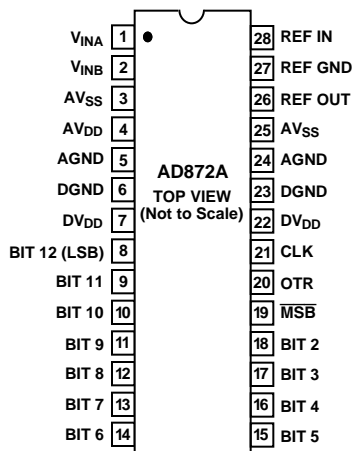 VINA 1 28 REF IN
VINB 2 27 REF GND
AVSS 3 26 REF OUT
AVDD 4 25 AVSS
AGND 5 24 AGND
DGND 6 23 DGND
DVDD 7 22 DVDD
BIT 12 (LSB) 8 21 CLK
BIT 11 9 20 OTR
BIT 10 10 19 MSB
BIT 9 11 18 BIT 2
BIT 8 12 17 BIT 3
BIT 7 13 16 BIT 4
BIT 6 14 15 BIT 5
AD872A
TOP VIEW
(Not to Scale)